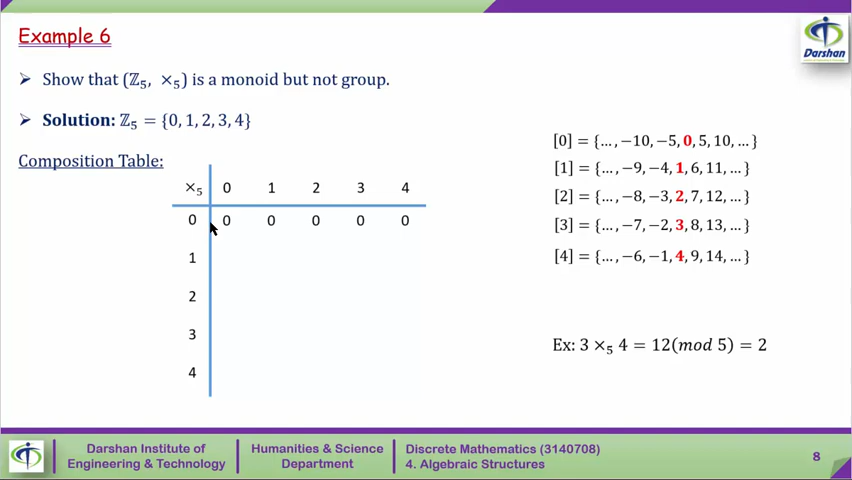 Example 6
Darshan
➢ Show that (ℤ₅, ×₅) is a monoid but not group.
➢ Solution: ℤ₅ = {0, 1, 2, 3, 4}
Composition Table:
×₅ 0 1 2 3 4
0 0 0 0 0 0
1
2
3
4
[0] = {…, −10, −5, 0, 5, 10, … }
[1] = {…, −9, −4, 1, 6, 11, … }
[2] = {…, −8, −3, 2, 7, 12, … }
[3] = {…, −7, −2, 3, 8, 13, … }
[4] = {…, −6, −1, 4, 9, 14, … }
Ex: 3 ×₅ 4 = 12(mod 5) = 2
Darshan Institute of
Engineering & Technology
Humanities & Science
Department
Discrete Mathematics (3140708)
4. Algebraic Structures
8